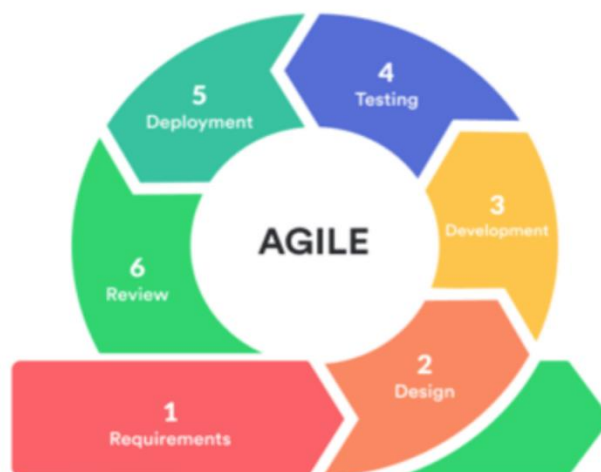 AGILE
1
Requirements
2
Design
3
Development
4
Testing
5
Deployment
6
Review